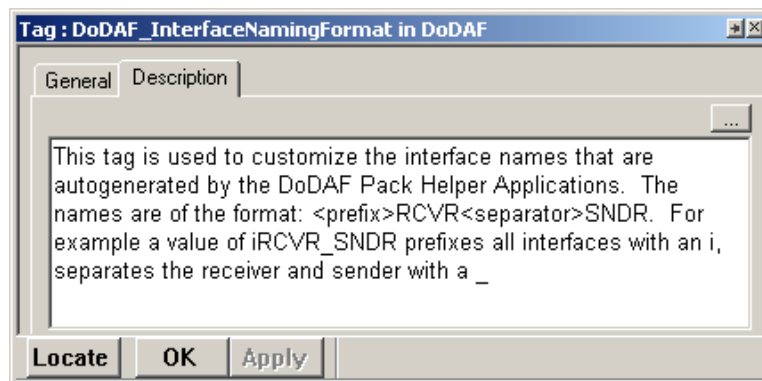 Tag : DoDAF_InterfaceNamingFormat in DoDAF
General Description
...
This tag is used to customize the interface names that are
autogenerated by the DoDAF Pack Helper Applications.  The
names are of the format: <prefix>RCVR<separator>SNDR.  For
example a value of iRCVR_SNDR prefixes all interfaces with an i,
separates the receiver and sender with a _
Locate OK Apply